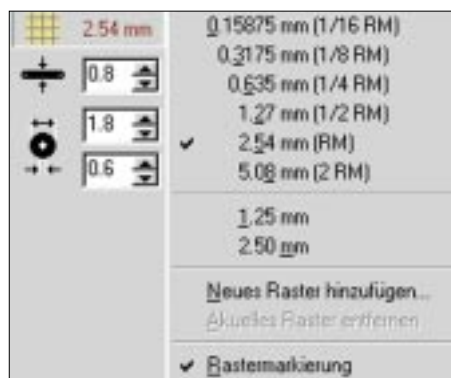 2.54 mm
0.8
1.8
0.6
0.15875 mm (1/16 RM)
0.3175 mm (1/8 RM)
0.635 mm (1/4 RM)
1.27 mm (1/2 RM)
✔ 2.54 mm (RM)
5.08 mm (2 RM)
1.25 mm
2.50 mm
Neues Raster hinzufügen...
Akuelles Raster entfernen
✔ Rastermarkierung